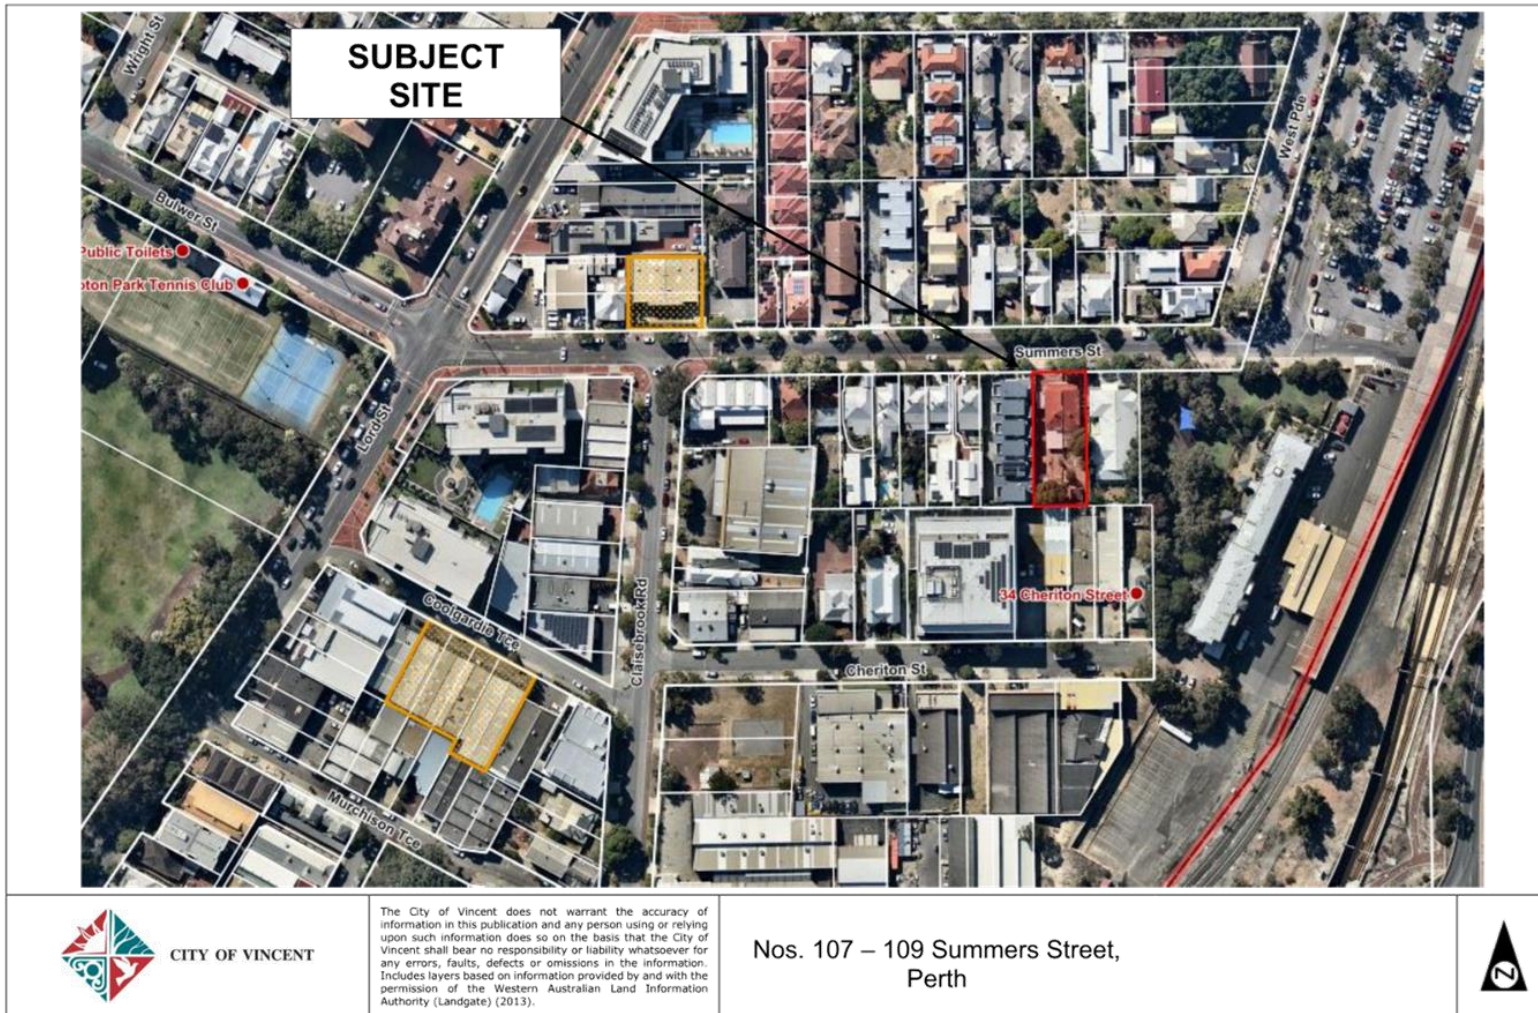 SUBJECT
SITE
Wright St
Bulwer St
Public Toilets
pton Park Tennis Club
West Pde
Summers St
Lord St
Coolgardie Tce
Claisebrook Rd
34 Cheriton Street
Cheriton St
Murchison Tce
CITY OF VINCENT
The City of Vincent does not warrant the accuracy of
information in this publication and any person using or relying
upon such information does so on the basis that the City of
Vincent shall bear no responsibility or liability whatsoever for
any errors, faults, defects or omissions in the information.
Includes layers based on information provided by and with the
permission of the Western Australian Land Information
Authority (Landgate) (2013).
Nos. 107 – 109 Summers Street,
Perth
N